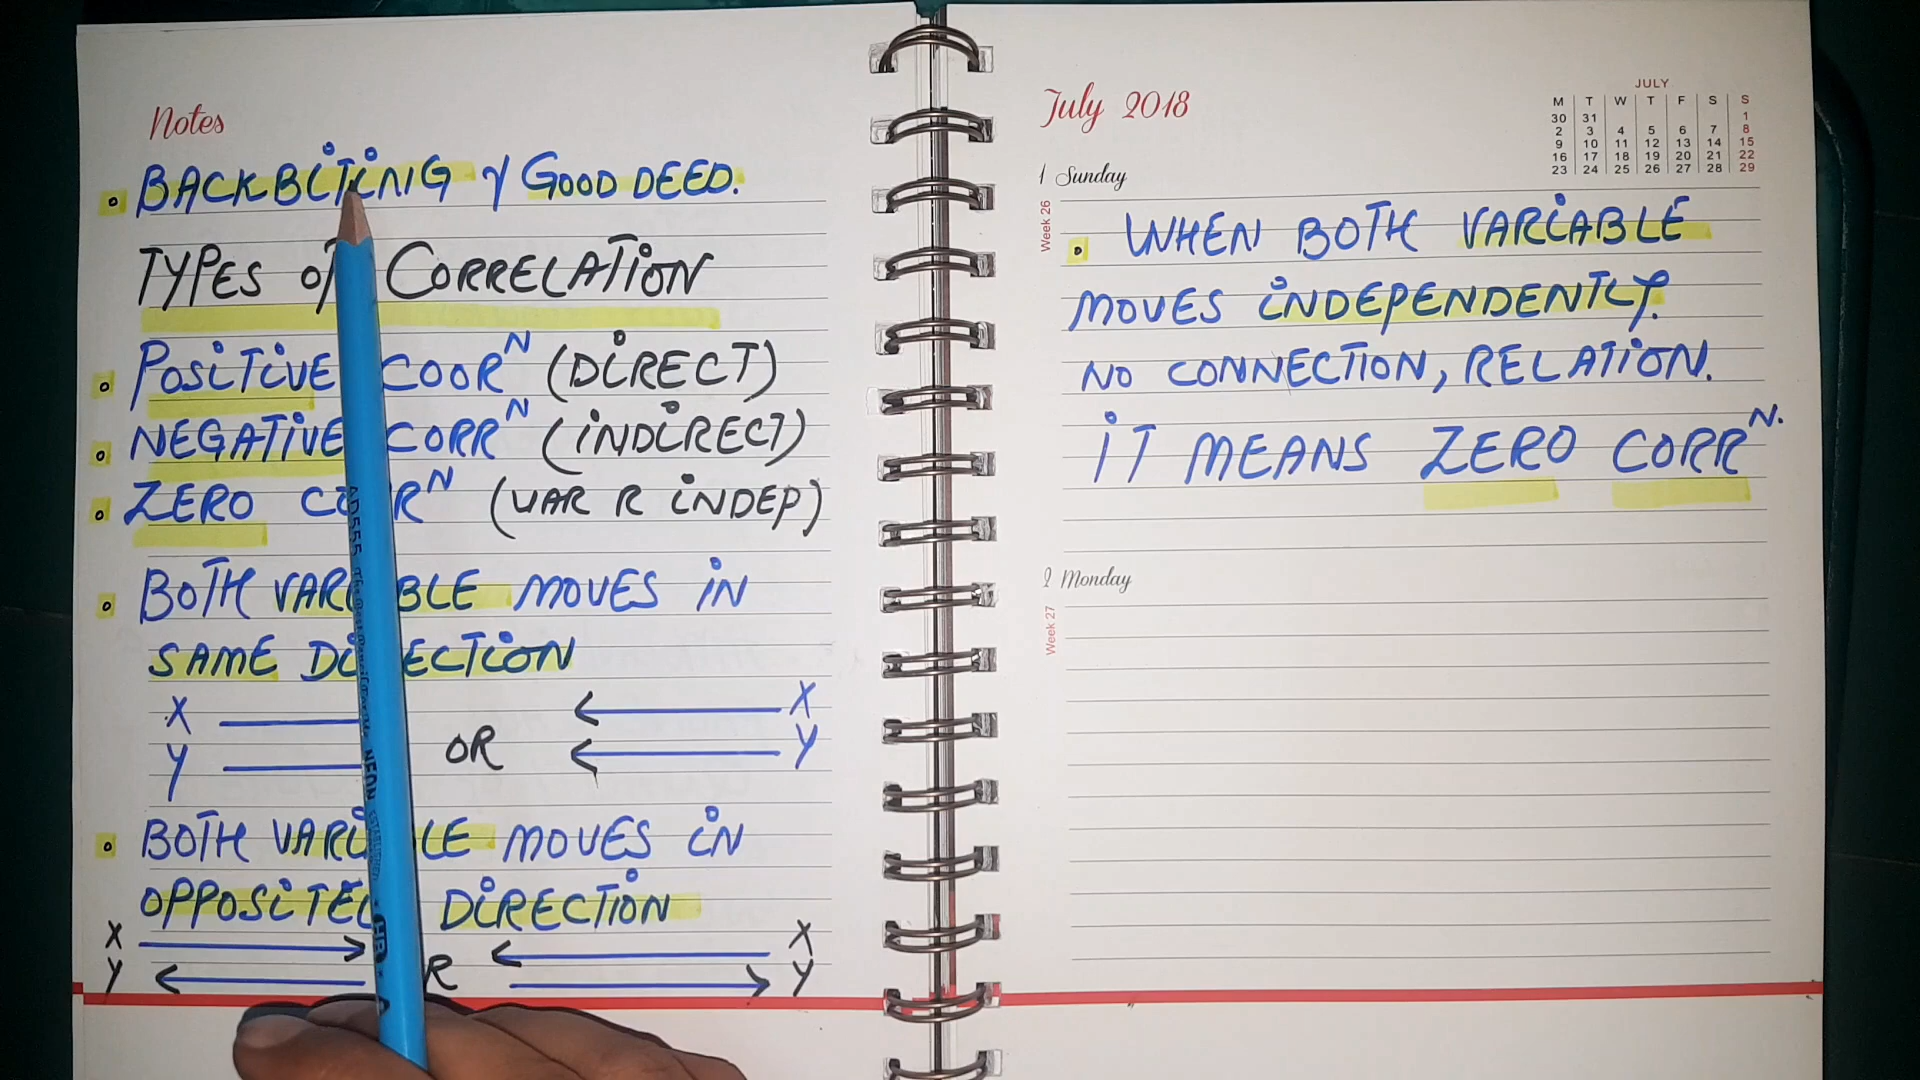 Notes
• BACKBITING & GOOD DEED.
TYPES of CORRELATION
• POSITIVE COORᴺ (DIRECT)
• NEGATIVE CORRᴺ (INDIRECT)
• ZERO CORRᴺ (VAR R INDEP)
• BOTH VARIABLE MOVES IN
SAME DIRECTION
X OR X
Y Y
• BOTH VARIABLE MOVES IN
OPPOSITE DIRECTION
X X
Y OR Y
July 2018
JULY
M T W T F S S
30 31 1
2 3 4 5 6 7 8
9 10 11 12 13 14 15
16 17 18 19 20 21 22
23 24 25 26 27 28 29
1 Sunday
Week 26
• WHEN BOTH VARIABLE
MOVES INDEPENDENTLY.
NO CONNECTION, RELATION.
IT MEANS ZERO CORRᴺ.
2 Monday
Week 27
NEON
HB